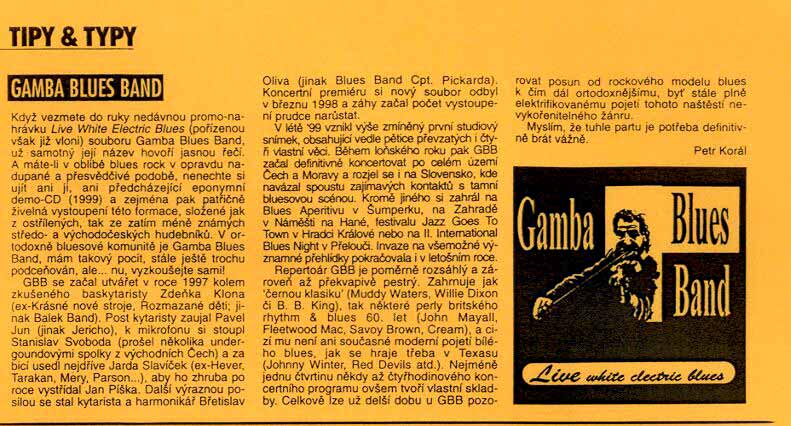 TIPY & TYPY
GAMBA BLUES BAND
Když vezmete do ruky nedávnou promo-na-
hrávku Live White Electric Blues (pořízenou
však již vloni) souboru Gamba Blues Band,
už samotný její název hovoří jasnou řečí.
A máte-li v oblibě blues rock v opravdu na-
dupané a přesvědčivé podobě, nenechte si
ujít ani ji, ani předcházející eponymní
demo-CD (1999) a zejména pak patřičně
živelná vystoupení této formace, složené jak
z ostřílených, tak ze zatím méně známých
středo- a východočeských hudebníků. V or-
todoxně bluesové komunitě je Gamba Blues
Band, mám takový pocit, stále ještě trochu
podceňován, ale... nu, vyzkoušejte sami!
GBB se začal utvářet v roce 1997 kolem
zkušeného baskytaristy Zdeňka Klona
(ex-Krásné nové stroje, Rozmazané děti; ji-
nak Balek Band). Post kytaristy zaujal Pavel
Jun (jinak Jericho), k mikrofonu si stoupl
Stanislav Svoboda (prošel několika under-
goundovými spolky z východních Čech) a za
bicí usedl nejdříve Jarda Slavíček (ex-Hever,
Tarakan, Mery, Parson...), aby ho zhruba po
roce vystřídal Jan Píška. Další výraznou po-
silou se stal kytarista a harmonikář Břetislav
Oliva (jinak Blues Band Cpt. Pickarda).
Koncertní premiéru si nový soubor odbyl
v březnu 1998 a záhy začal počet vystoupe-
ní prudce narůstat.
V létě '99 vznikl výše zmíněný první studiový
snímek, obsahující vedle pětice převzatých i čty-
ři vlastní věci. Během loňského roku pak GBB
začal definitivně koncertovat po celém území
Čech a Moravy a rozjel se i na Slovensko, kde
navázal spoustu zajímavých kontaktů s tamní
bluesovou scénou. Kromě jiného si zahrál na
Blues Aperitivu v Šumperku, na Zahradě
v Náměšti na Hané, festivalu Jazz Goes To
Town v Hradci Králové nebo na II. International
Blues Night v Přelouči. Invaze na všemožné vý-
znamné přehlídky pokračovala i v letošním roce.
Repertoár GBB je poměrně rozsáhlý a zá-
roveň až překvapivě pestrý. Zahrnuje jak
'černou klasiku' (Muddy Waters, Willie Dixon
či B. B. King), tak některé perly britského
rhythm & blues 60. let (John Mayall,
Fleetwood Mac, Savoy Brown, Cream), a ci-
zí mu není ani současné moderní pojetí bílé-
ho blues, jak se hraje třeba v Texasu
(Johnny Winter, Red Devils atd.). Nejméně
jednu čtvrtinu někdy až čtyřhodinového kon-
certního programu ovšem tvoří vlastní sklad-
by. Celkově lze už delší dobu u GBB pozo-
rovat posun od rockového modelu blues
k čím dál ortodoxnějšímu, byť stále plně
elektrifikovanému pojetí tohoto naštěstí ne-
vykořenitelného žánru.
Myslím, že tuhle partu je potřeba definitiv-
ně brát vážně.
Petr Korál
Gamba Blues
Band
Live white electric blues